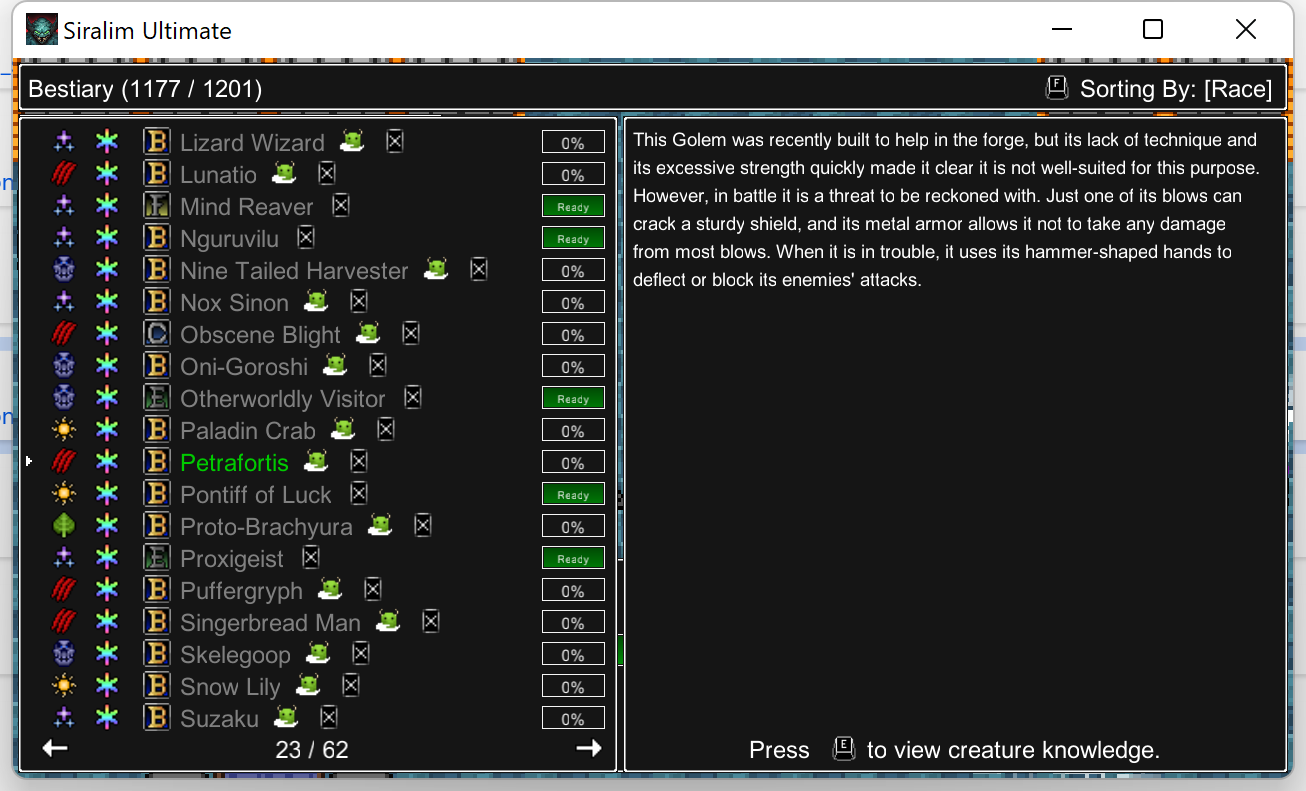 Siralim Ultimate
Bestiary (1177 / 1201)
F Sorting By: [Race]
B Lizard Wizard 0%
B Lunatio 0%
F Mind Reaver Ready
B Nguruvilu Ready
B Nine Tailed Harvester 0%
B Nox Sinon 0%
C Obscene Blight 0%
B Oni-Goroshi 0%
E Otherworldly Visitor Ready
B Paladin Crab 0%
B Petrafortis 0%
B Pontiff of Luck Ready
B Proto-Brachyura 0%
E Proxigeist Ready
B Puffergryph 0%
B Singerbread Man 0%
B Skelegoop 0%
B Snow Lily 0%
B Suzaku 0%
23 / 62
This Golem was recently built to help in the forge, but its lack of technique and
its excessive strength quickly made it clear it is not well-suited for this purpose.
However, in battle it is a threat to be reckoned with. Just one of its blows can
crack a sturdy shield, and its metal armor allows it not to take any damage
from most blows. When it is in trouble, it uses its hammer-shaped hands to
deflect or block its enemies' attacks.
Press E to view creature knowledge.